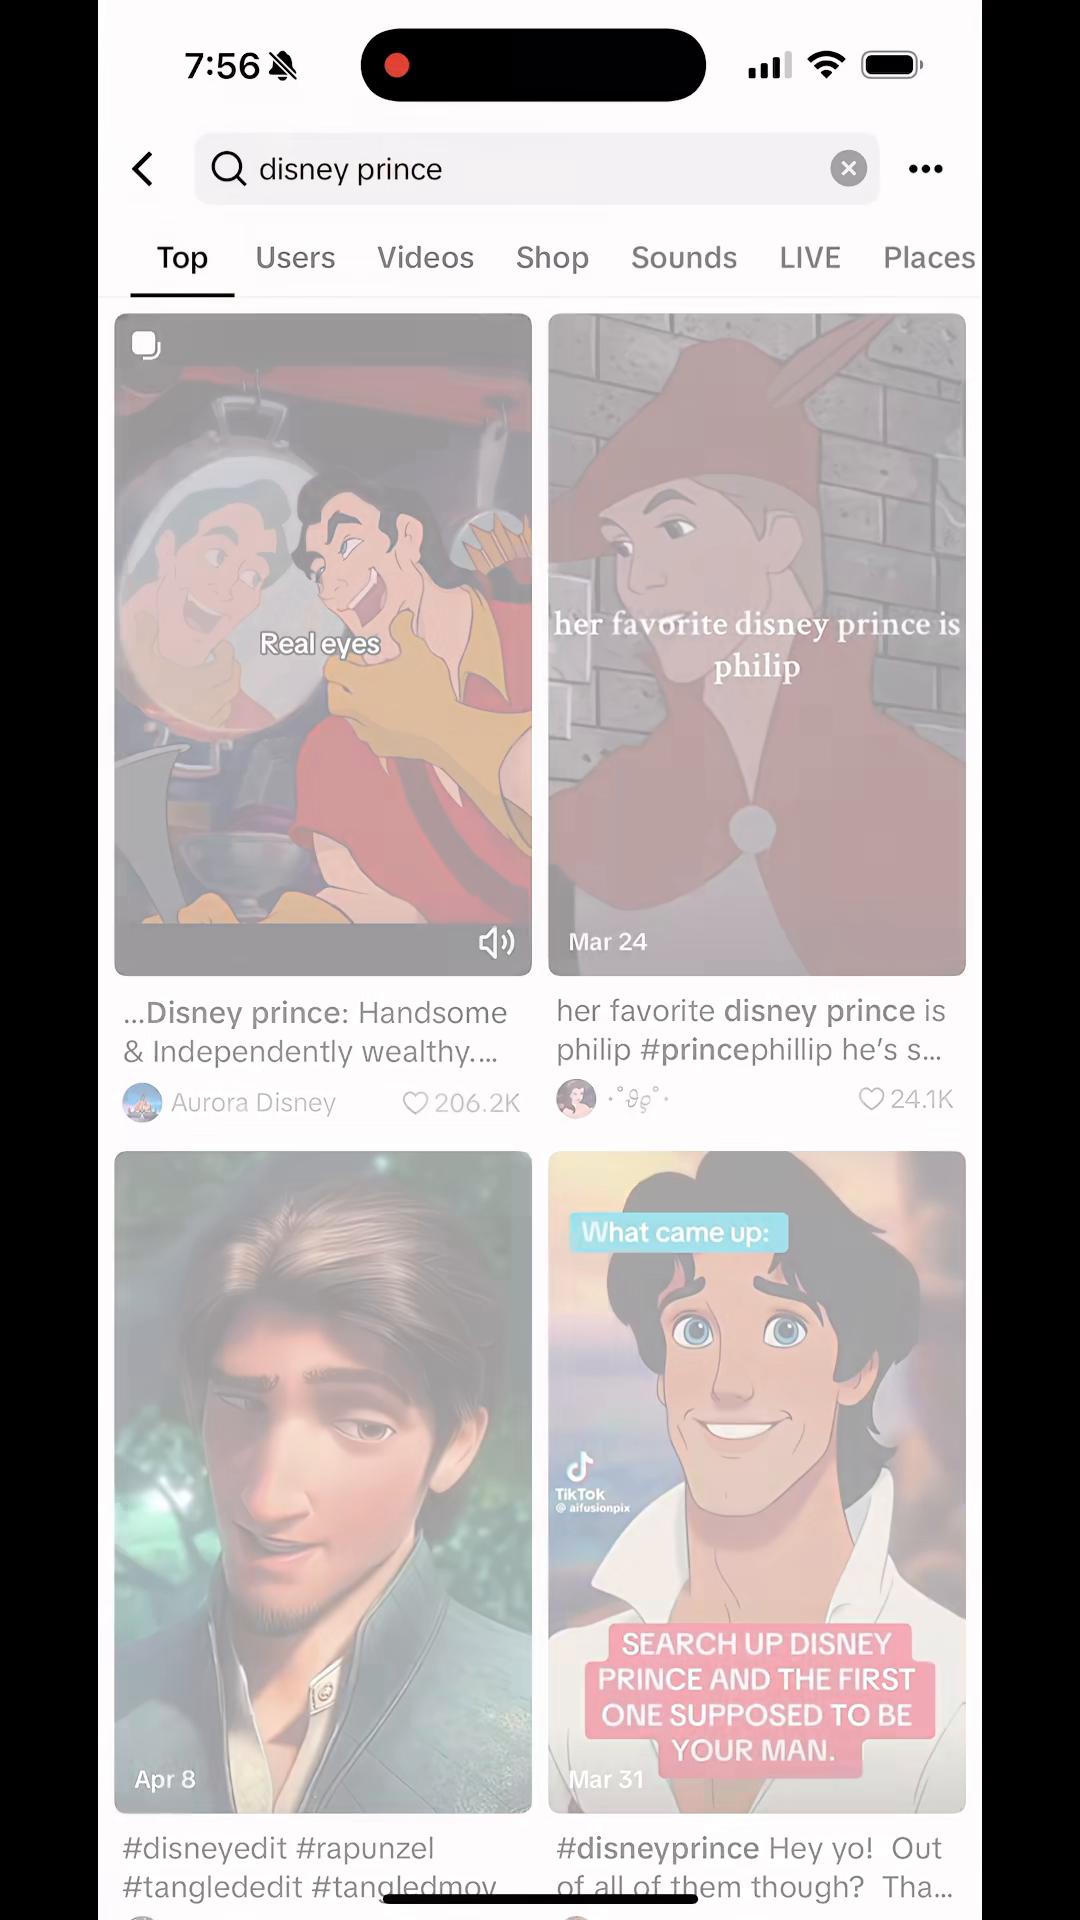 7:56
disney prince
Top Users Videos Shop Sounds LIVE Places
Real eyes
her favorite disney prince is
philip
Mar 24
...Disney prince: Handsome
& Independently wealthy....
Aurora Disney 206.2K
her favorite disney prince is
philip #princephillip he's s...
24.1K
What came up:
TikTok
@ aifusionpix
SEARCH UP DISNEY
PRINCE AND THE FIRST
ONE SUPPOSED TO BE
YOUR MAN.
Apr 8
Mar 31
#disneyedit #rapunzel
#tanglededit #tangledmov
#disneyprince Hey yo! Out
of all of them though? Tha...